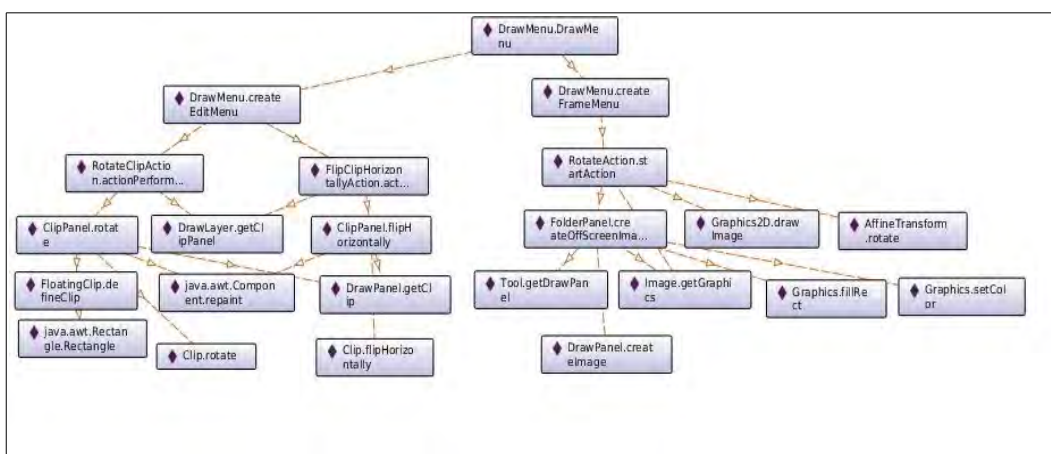 DrawMenu.DrawMe
nu
DrawMenu.create
EditMenu
DrawMenu.create
FrameMenu
RotateClipActio
n.actionPerform...
FlipClipHorizon
tallyAction.act...
RotateAction.st
artAction
ClipPanel.rotat
e
DrawLayer.getCl
ipPanel
ClipPanel.flipH
orizontally
FolderPanel.cre
ateOffScreenIma...
Graphics2D.draw
Image
AffineTransform
.rotate
FloatingClip.de
fineClip
java.awt.Compon
ent.repaint
DrawPanel.getCl
ip
Tool.getDrawPan
el
Image.getGraphi
cs
Graphics.fillRe
ct
Graphics.setColo
r
java.awt.Rectan
gle.Rectangle
Clip.rotate
Clip.flipHorizo
ntally
DrawPanel.creat
eImage